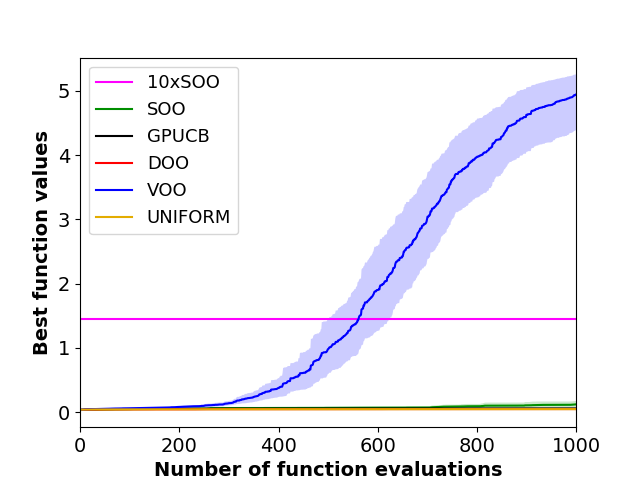 10xSOO
SOO
GPUCB
DOO
VOO
UNIFORM
Best function values
5
4
3
2
1
0
0 200 400 600 800 1000
Number of function evaluations